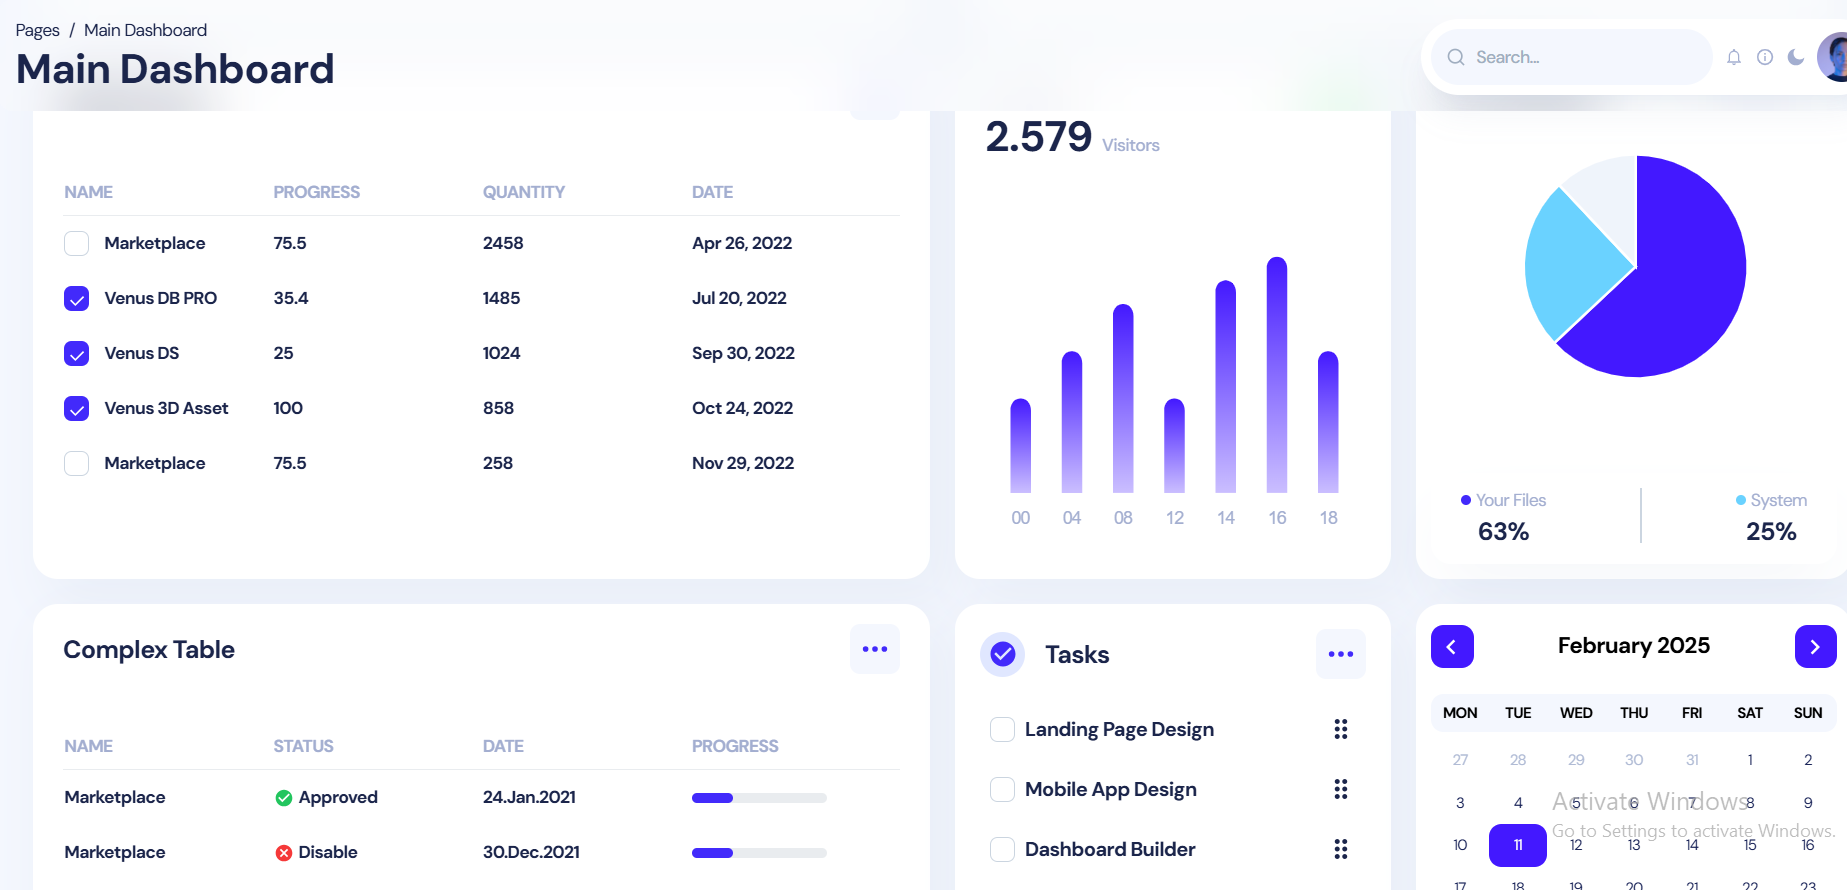 Pages / Main Dashboard
Main Dashboard
Search...
NAME PROGRESS QUANTITY DATE
Marketplace 75.5 2458 Apr 26, 2022
Venus DB PRO 35.4 1485 Jul 20, 2022
Venus DS 25 1024 Sep 30, 2022
Venus 3D Asset 100 858 Oct 24, 2022
Marketplace 75.5 258 Nov 29, 2022
2.579 Visitors
00 04 08 12 14 16 18
Your Files System
63% 25%
Complex Table
NAME STATUS DATE PROGRESS
Marketplace Approved 24.Jan.2021
Marketplace Disable 30.Dec.2021
Tasks
Landing Page Design
Mobile App Design
Dashboard Builder
February 2025
MON TUE WED THU FRI SAT SUN
27 28 29 30 31 1 2
3 4 5 6 7 8 9
10 11 12 13 14 15 16
17 18 19 20 21 22 23
Activate Windows
Go to Settings to activate Windows.